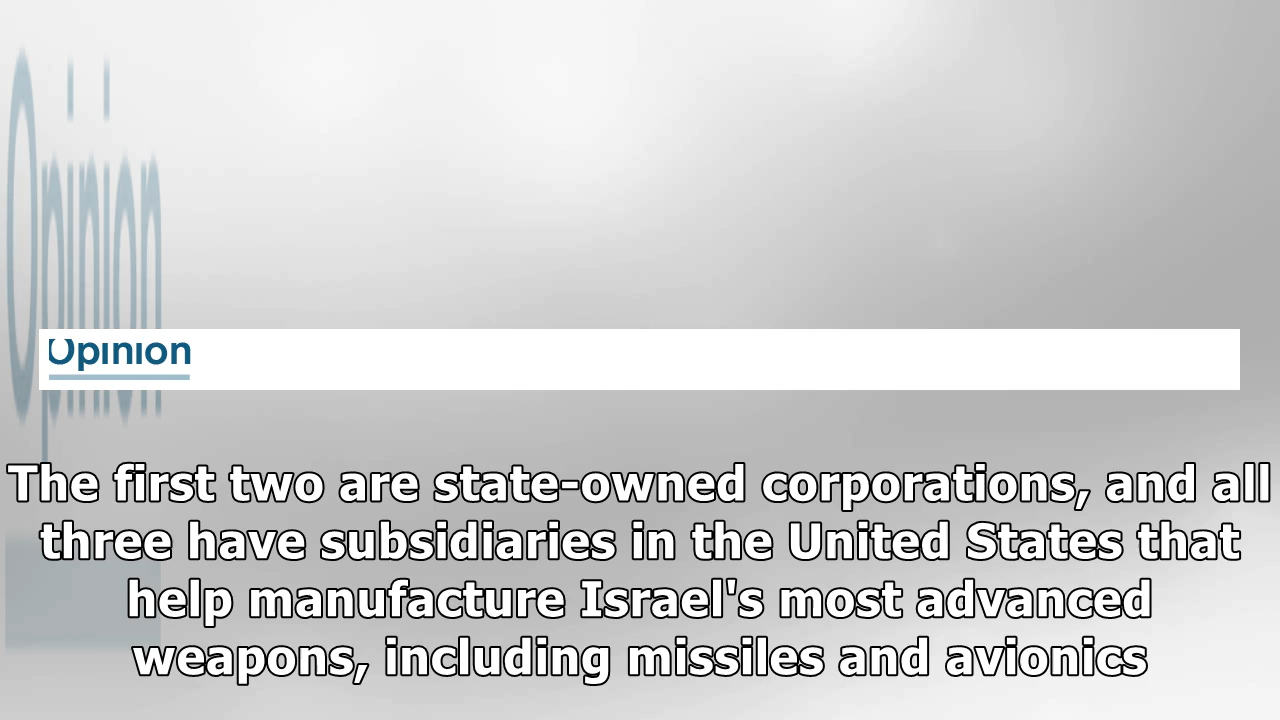 Opinion
Opinion
The first two are state-owned corporations, and all
three have subsidiaries in the United States that
help manufacture Israel's most advanced
weapons, including missiles and avionics